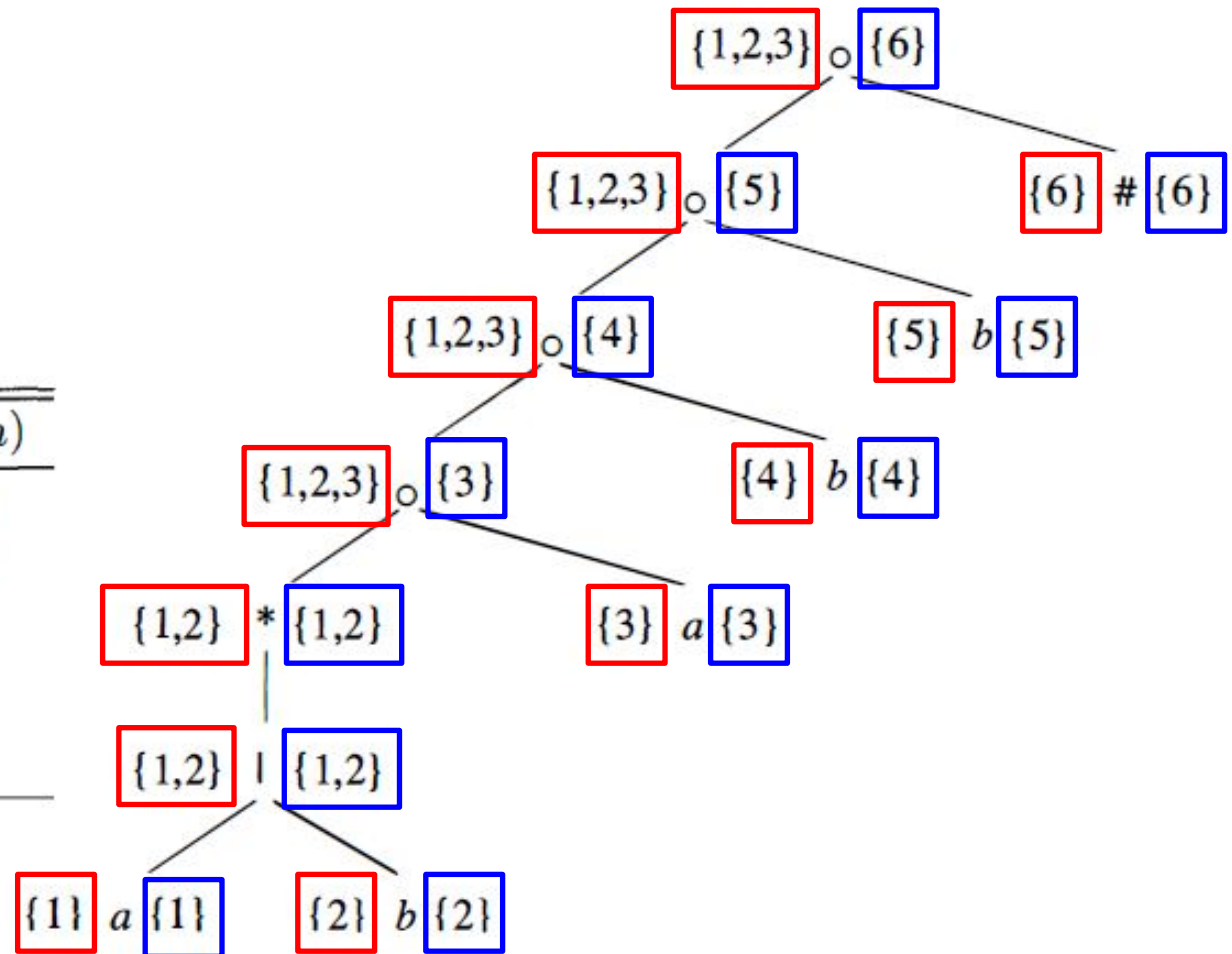 {1,2,3} ○ {6}
{1,2,3} ○ {5} {6} # {6}
{1,2,3} ○ {4} {5} b {5}
n)
{1,2,3} ○ {3} {4} b {4}
{1,2} * {1,2} {3} a {3}
{1,2} | {1,2}
{1} a {1} {2} b {2}